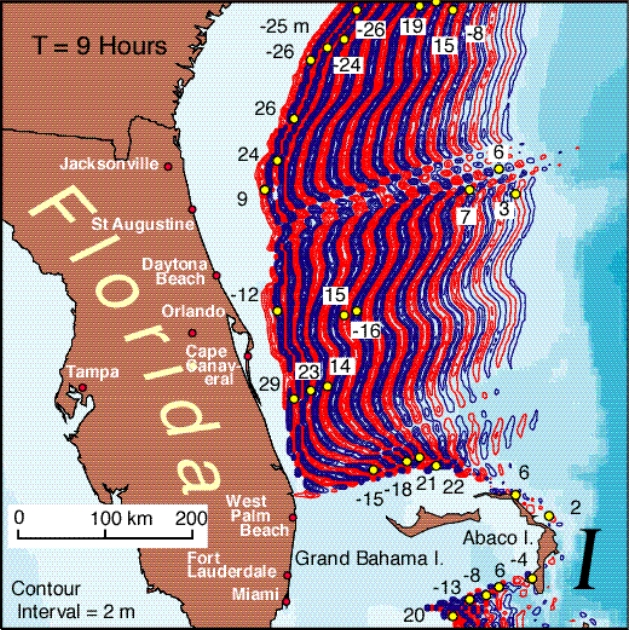 -25 m
-26
T = 9 Hours
-26
19
15
-8
-24
26
24
9
6
7
3
Jacksonville
St Augustine
Daytona
Beach
Orlando
Cape
Canav-
eral
Tampa
Florida
-12
15
-16
29
23
14
-15
-18
21
22
6
2
West
Palm
Beach
0
100 km
200
Fort
Lauderdale
Miami
Contour
Interval = 2 m
Grand Bahama I.
Abaco I.
-4
6
-8
-13
20
I